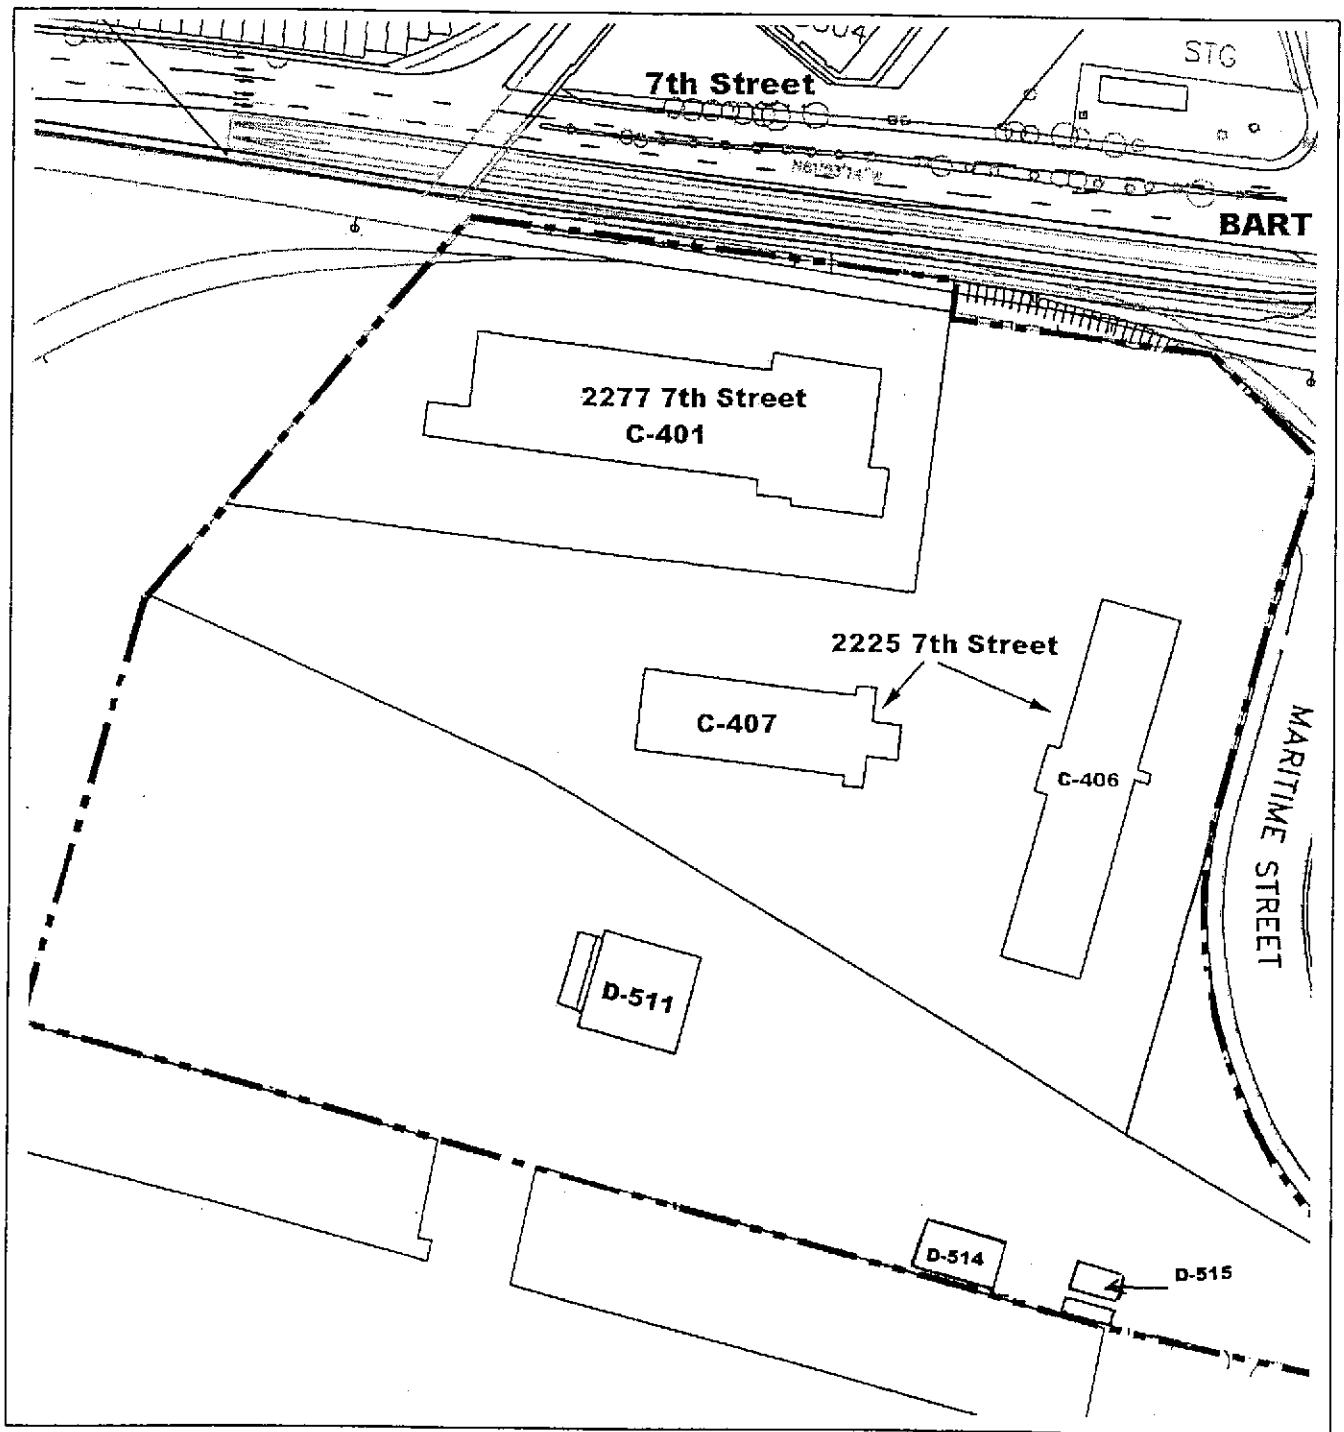 STG
7th Street
BART
2277 7th Street
C-401
2225 7th Street
C-407
C-406
MARITIME STREET
D-511
D-514
D-515